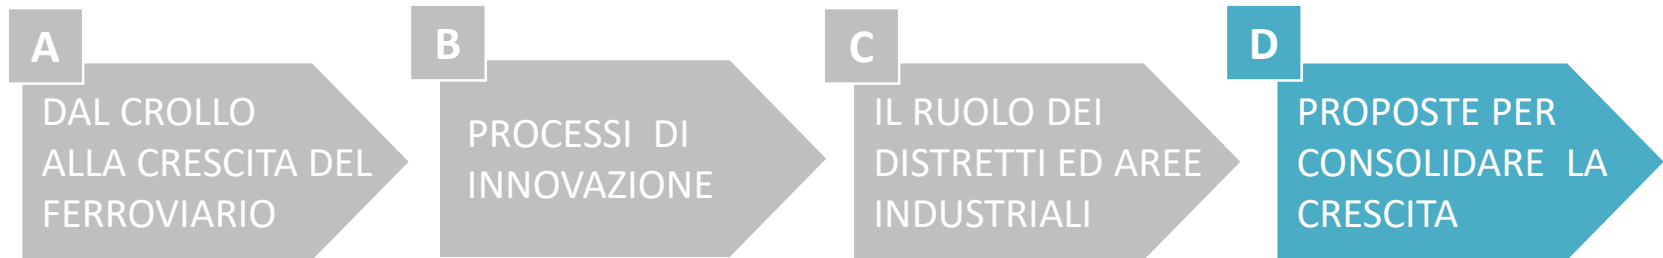 A
DAL CROLLO
ALLA CRESCITA DEL
FERROVIARIO
B
PROCESSI DI
INNOVAZIONE
C
IL RUOLO DEI
DISTRETTI ED AREE
INDUSTRIALI
D
PROPOSTE PER
CONSOLIDARE LA
CRESCITA